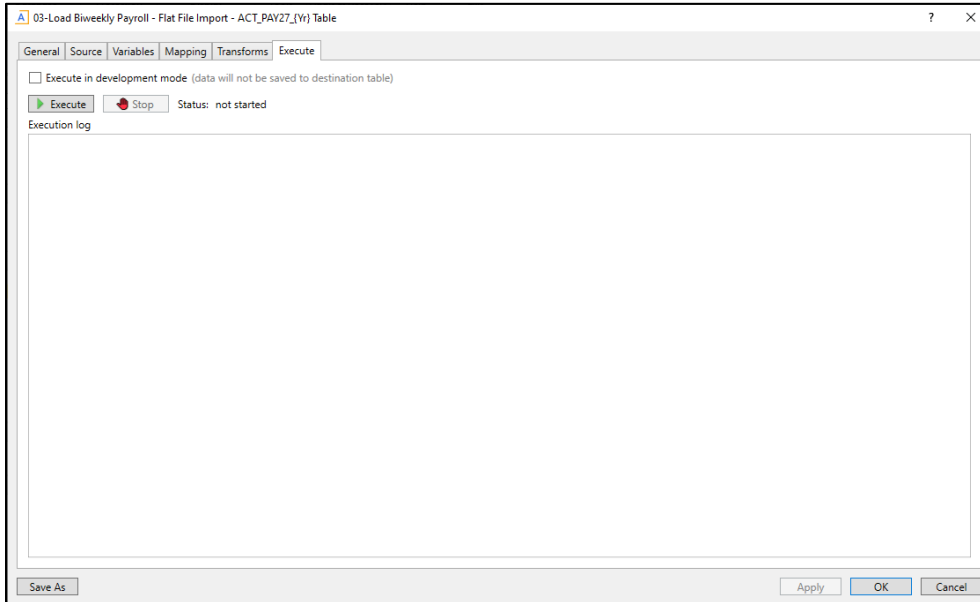 A 03-Load Biweekly Payroll - Flat File Import - ACT_PAY27_{Yr} Table ? X
General Source Variables Mapping Transforms Execute
Execute in development mode (data will not be saved to destination table)
Execute Stop Status: not started
Execution log
Save As Apply OK Cancel